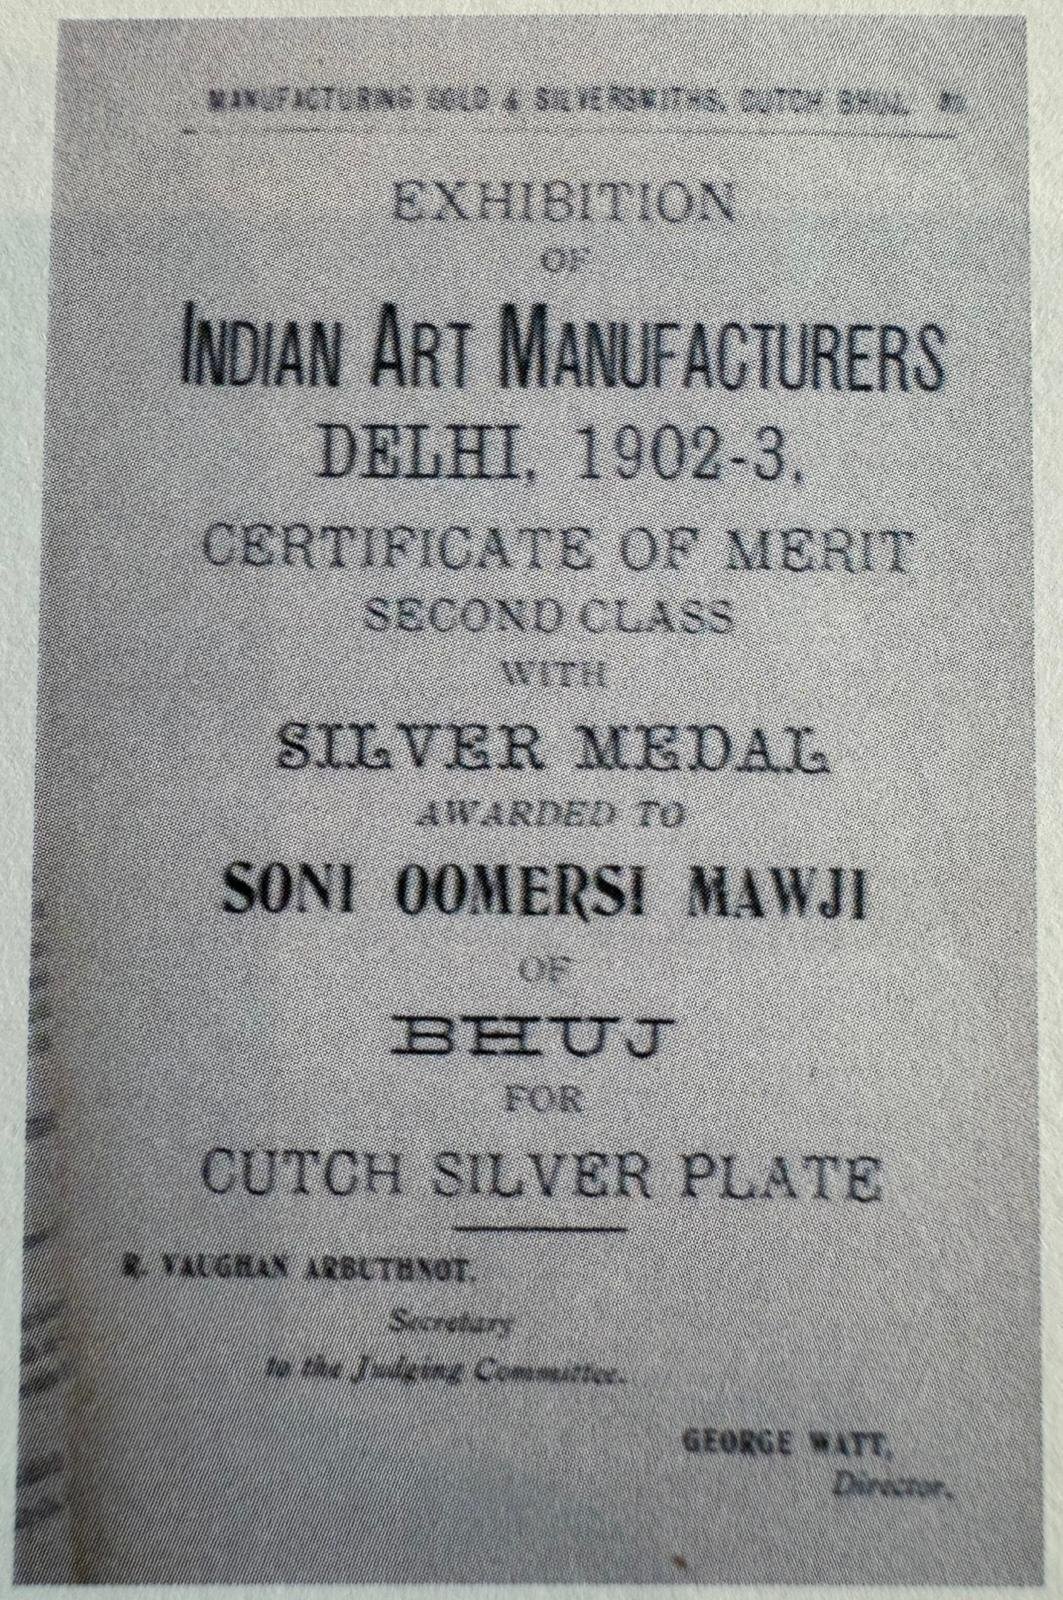 MANUFACTURING GOLD & SILVERSMITHS, CUTCH BHUJ.
EXHIBITION
OF
INDIAN ART MANUFACTURERS
DELHI, 1902-3.
CERTIFICATE OF MERIT
SECOND CLASS
WITH
SILVER MEDAL
AWARDED TO
SONI OOMERSI MAWJI
OF
BHUJ
FOR
CUTCH SILVER PLATE
R. VAUGHAN ARBUTHNOT.
Secretary
to the Judging Committee.
GEORGE WATT,
Director.